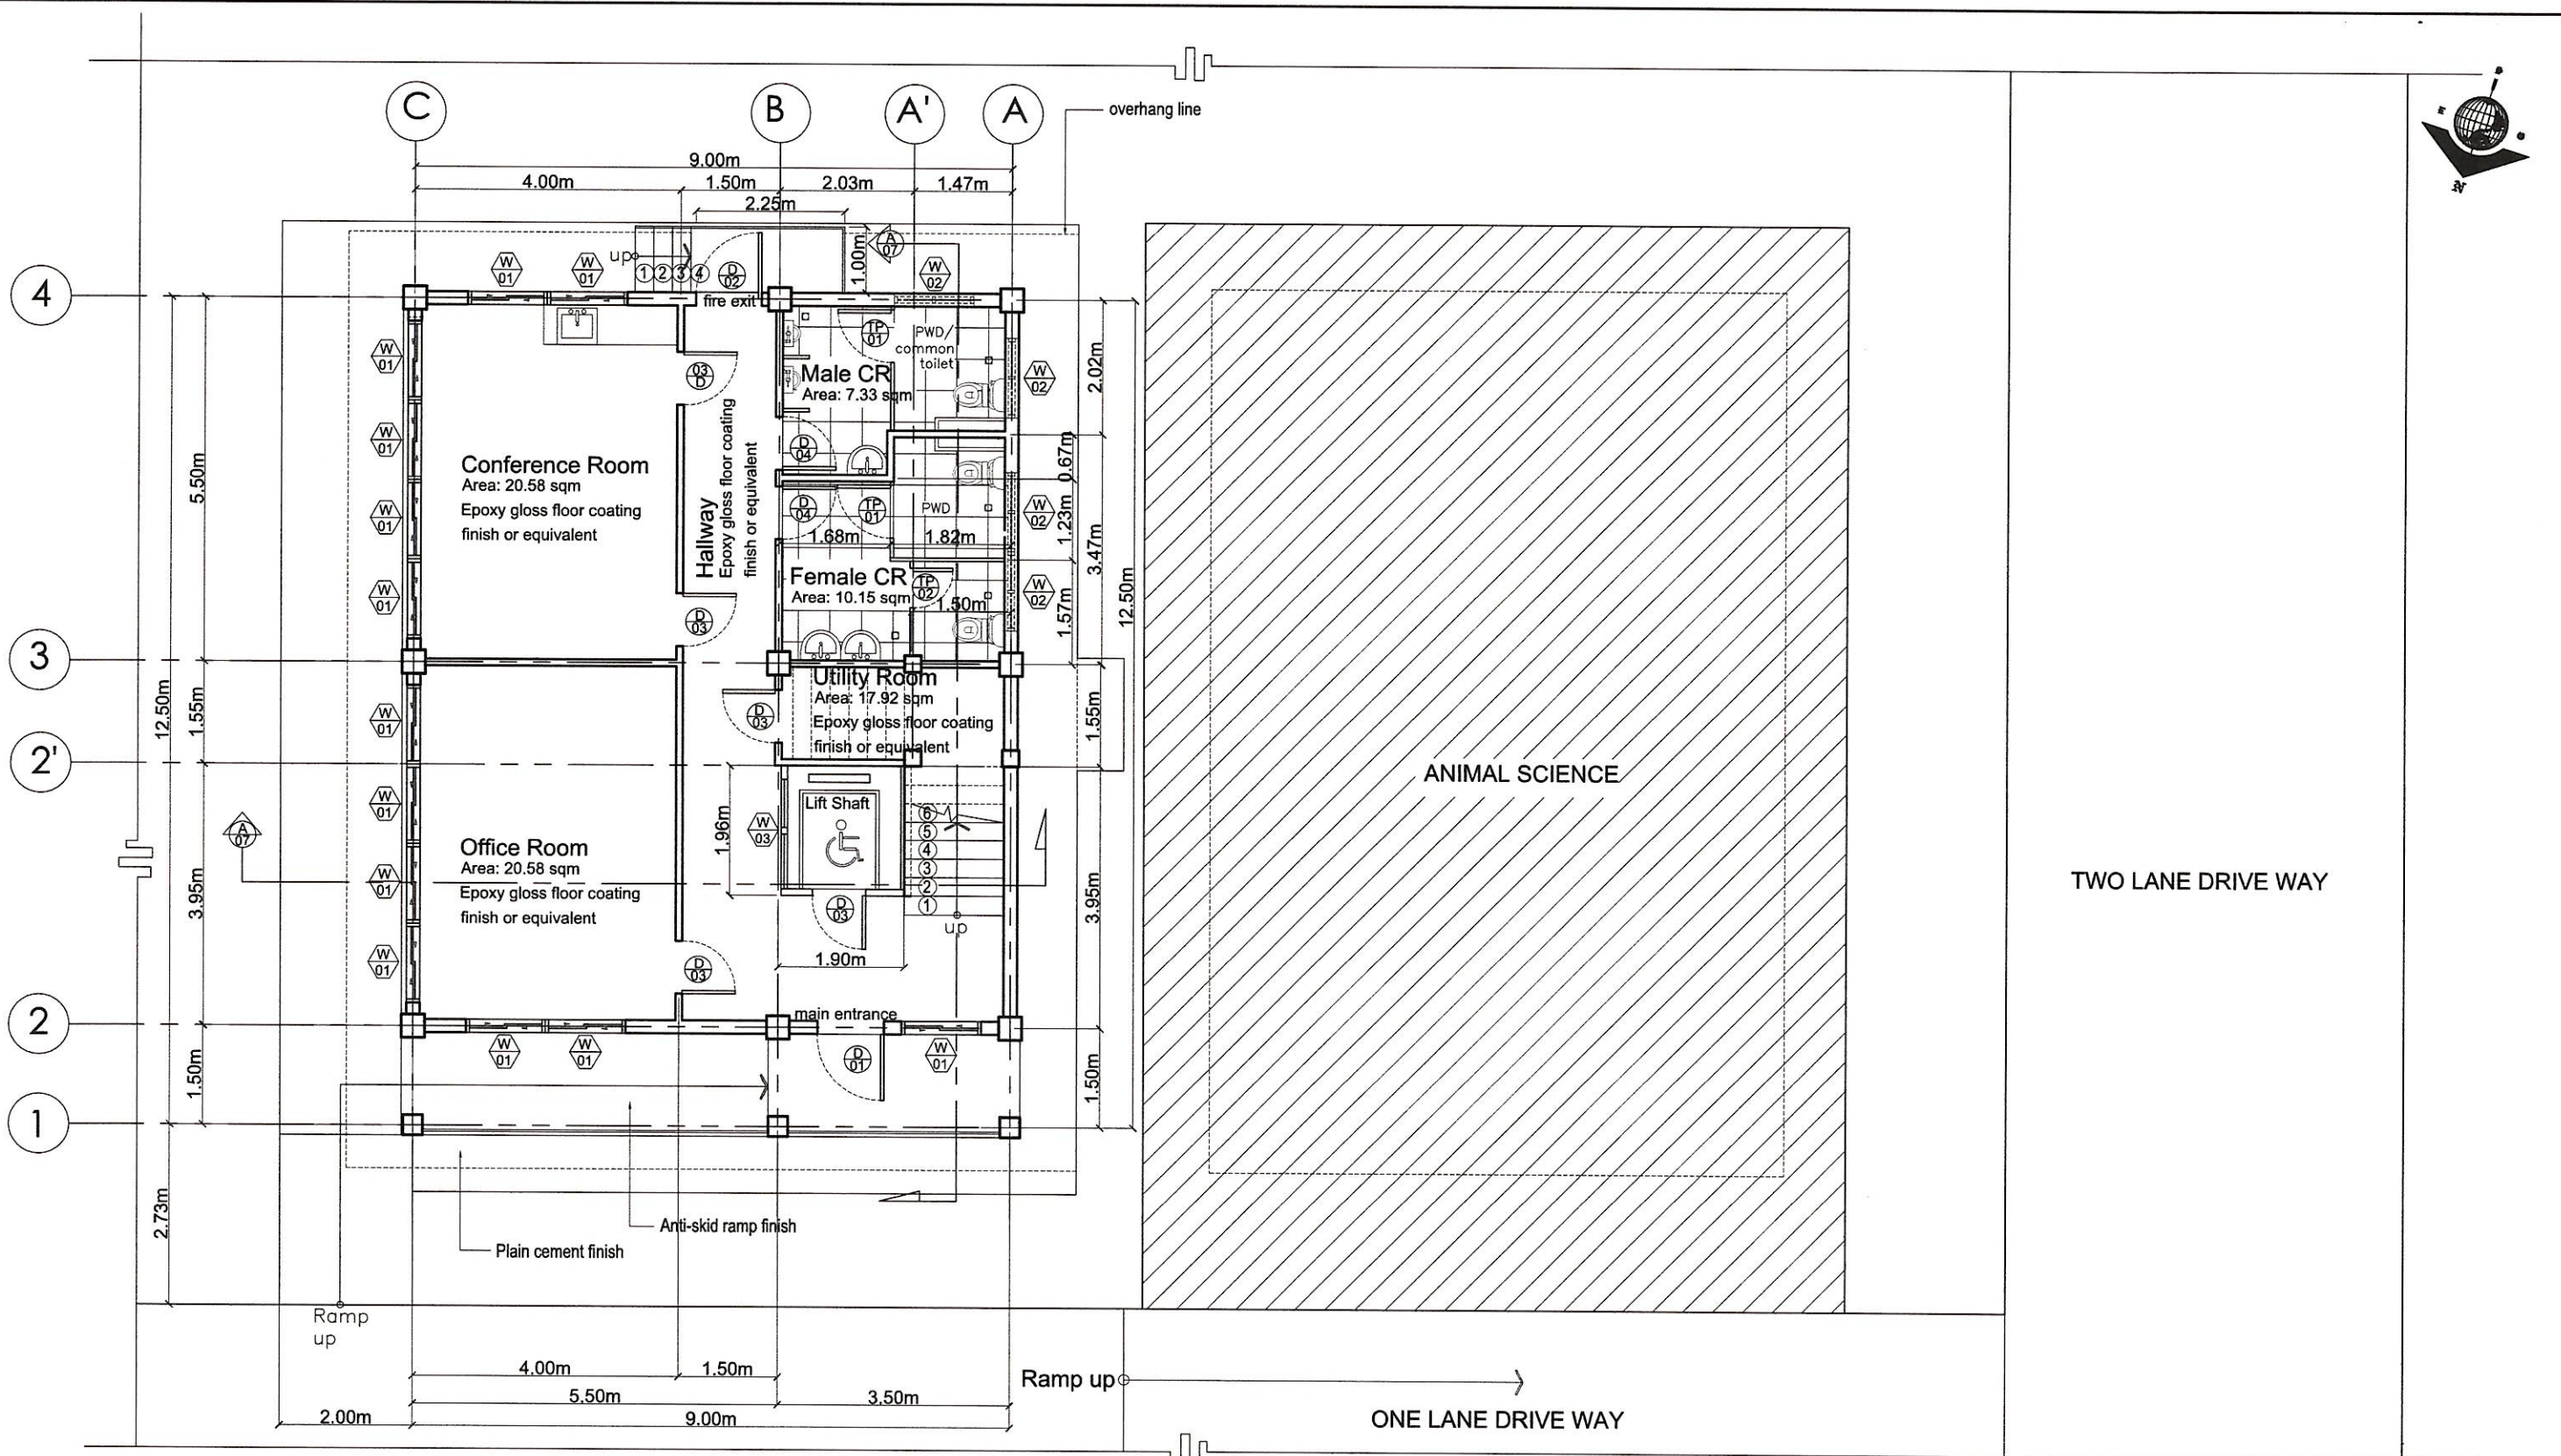 overhang line
C
B
A'
A
9.00m
4.00m
1.50m
2.03m
1.47m
2.25m
1.00m
A
07
up
1
2
3
4
D
02
fire exit
W
01
W
01
W
02
4
W
01
W
01
W
01
W
01
03
D
TP
01
PWD/
common
toilet
Male CR
Area: 7.33 sqm
W
02
2.02m
Conference Room
Area: 20.58 sqm
Epoxy gloss floor coating
finish or equivalent
Hallway
Epoxy gloss floor coating
finish or equivalent
D
04
D
04
TP
01
PWD
1.68m
1.82m
W
02
0.67m
1.23m
3.47m
12.50m
5.50m
Female CR
Area: 10.15 sqm
TP
02
1.50m
W
02
1.57m
D
03
3
Utility Room
Area: 17.92 sqm
Epoxy gloss floor coating
finish or equivalent
D
03
12.50m
1.55m
1.55m
W
01
2'
W
01
W
01
W
01
A
07
Lift Shaft
W
03
1.96m
6
5
4
3
2
1
up
Office Room
Area: 20.58 sqm
Epoxy gloss floor coating
finish or equivalent
3.95m
3.95m
D
03
1.90m
D
03
main entrance
2
W
01
W
01
D
01
W
01
1.50m
1.50m
1
2.73m
Anti-skid ramp finish
Plain cement finish
Ramp
up
4.00m
1.50m
5.50m
3.50m
2.00m
9.00m
Ramp up
ONE LANE DRIVE WAY
ANIMAL SCIENCE
TWO LANE DRIVE WAY